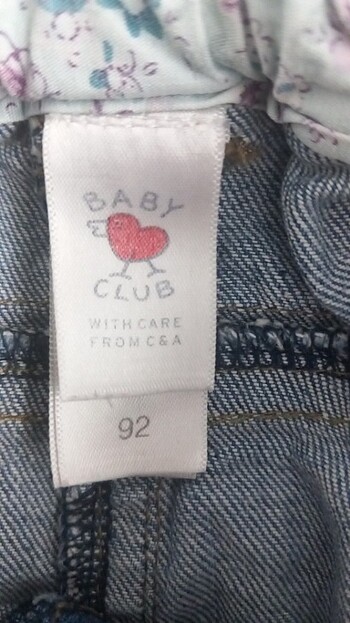 BABY
CLUB
WITH CARE
FROM C&A
92